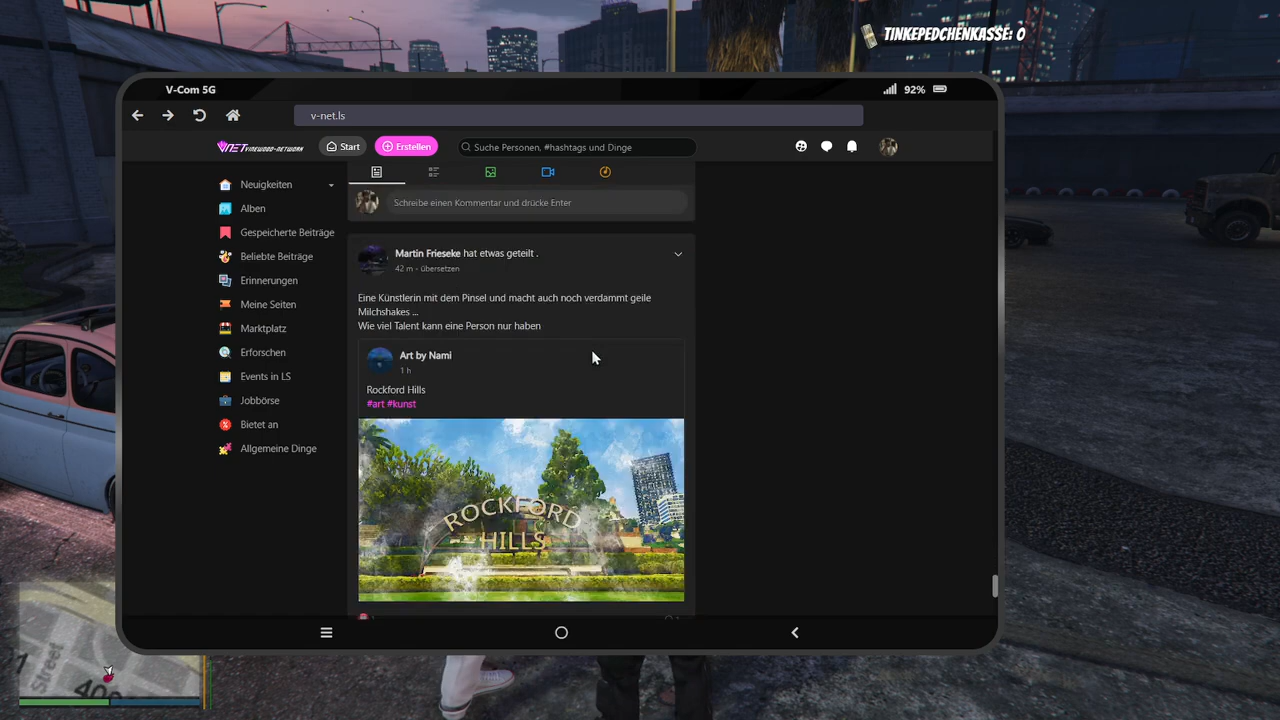 TINKEPEDCHENKASSE: 0
V-Com 5G
92%
v-net.ls
VNET VINEWOOD-NETWORK
Start
Erstellen
Suche Personen, #hashtags und Dinge
Neuigkeiten
Alben
Gespeicherte Beiträge
Beliebte Beiträge
Erinnerungen
Meine Seiten
Marktplatz
Erforschen
Events in LS
Jobbörse
Bietet an
Allgemeine Dinge
Schreibe einen Kommentar und drücke Enter
Martin Frieseke hat etwas geteilt .
42 m - übersetzen
Eine Künstlerin mit dem Pinsel und macht auch noch verdammt geile
Milchshakes ...
Wie viel Talent kann eine Person nur haben
Art by Nami
1 h
Rockford Hills
#art #kunst
ROCKFORD
HILLS
Street